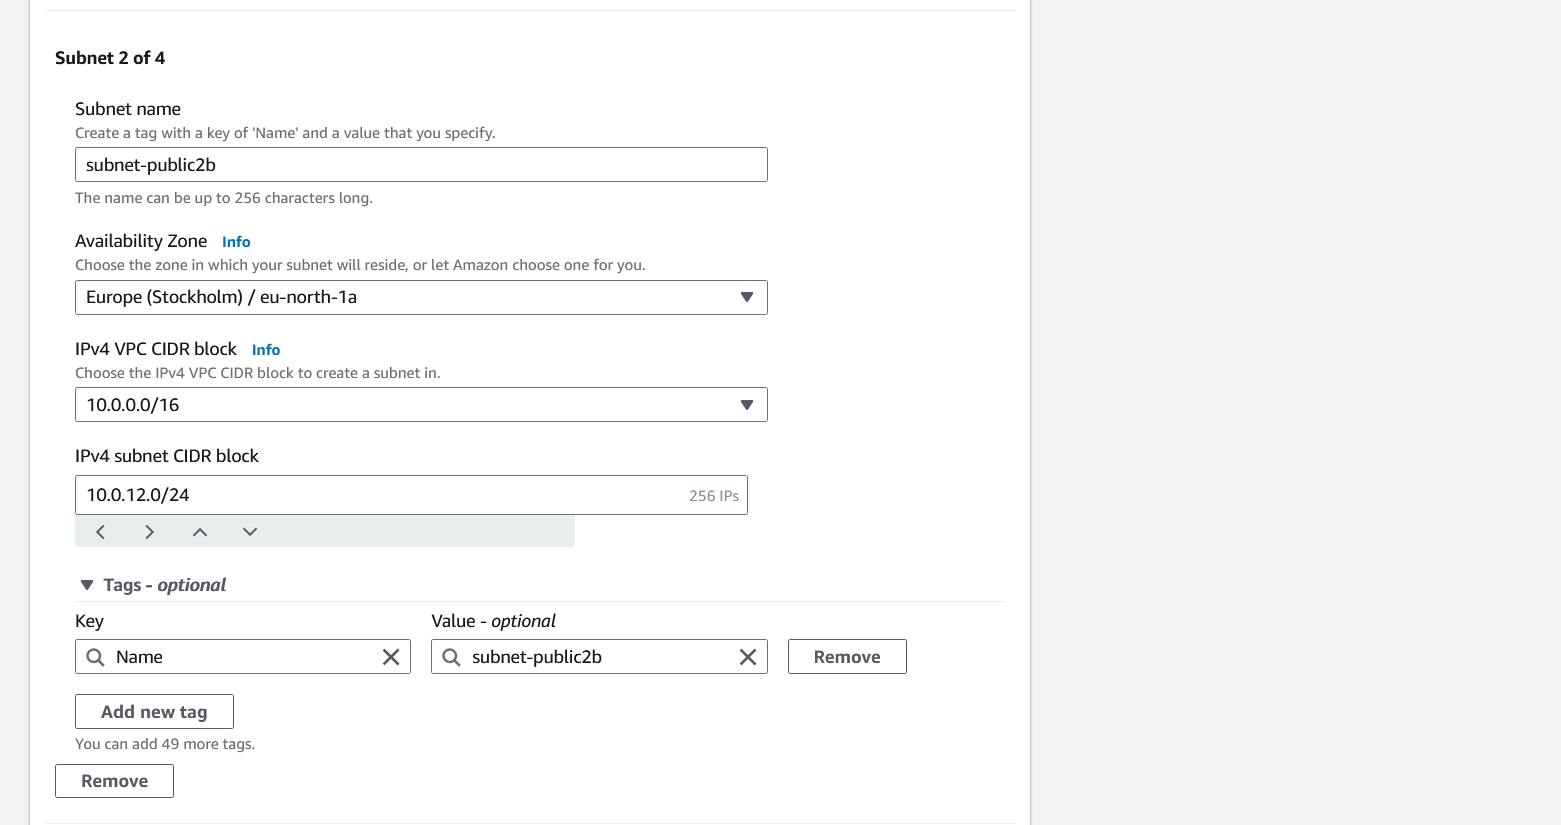 Subnet 2 of 4
Subnet name
Create a tag with a key of 'Name' and a value that you specify.
subnet-public2b
The name can be up to 256 characters long.
Availability Zone Info
Choose the zone in which your subnet will reside, or let Amazon choose one for you.
Europe (Stockholm) / eu-north-1a
IPv4 VPC CIDR block Info
Choose the IPv4 VPC CIDR block to create a subnet in.
10.0.0.0/16
IPv4 subnet CIDR block
10.0.12.0/24 256 IPs
Tags - optional
Key Value - optional
Name subnet-public2b Remove
Add new tag
You can add 49 more tags.
Remove